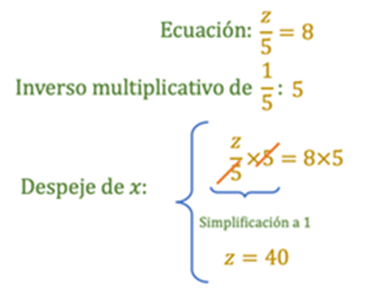 Ecuación: z/5 = 8
Inverso multiplicativo de 1/5: 5
Despeje de x:
z/5 ×5 = 8×5
Simplificación a 1
z = 40